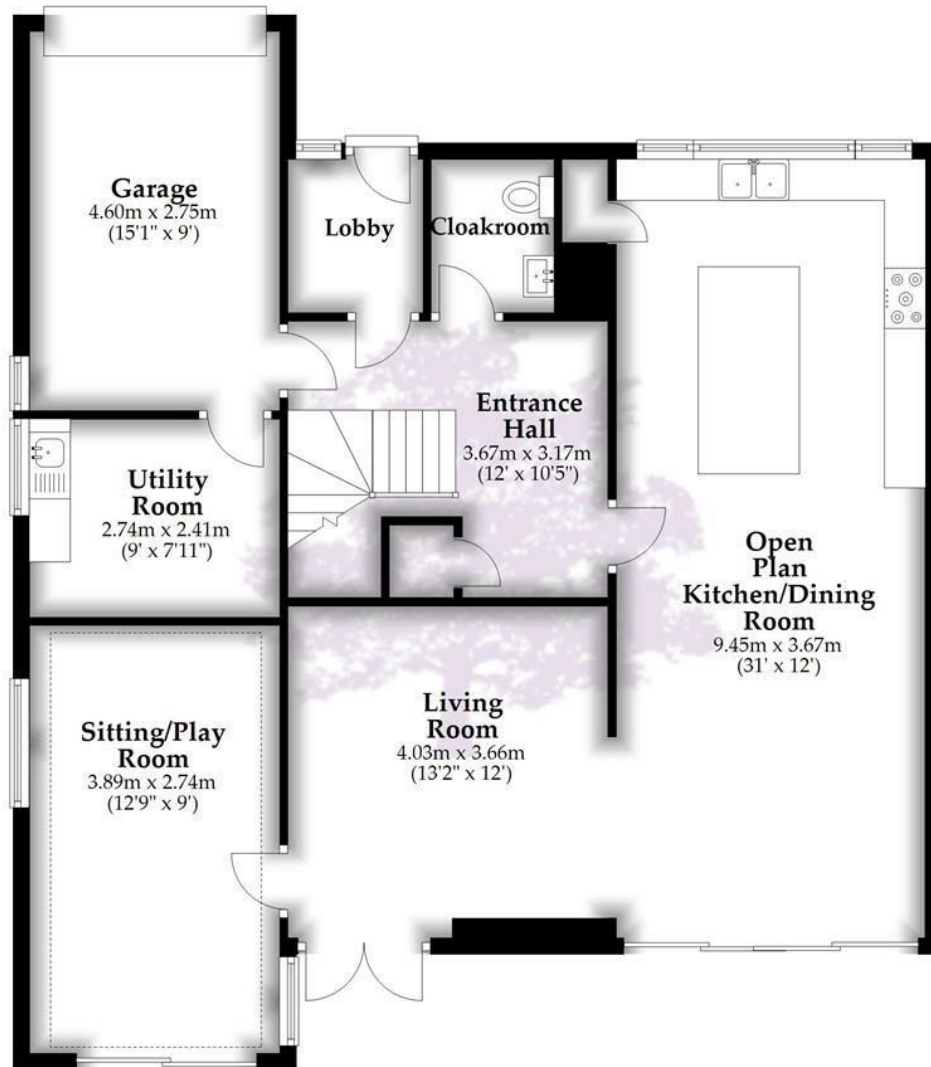 Garage
4.60m x 2.75m
(15'1" x 9')
Lobby
Cloakroom
Entrance
Hall
3.67m x 3.17m
(12' x 10'5")
Utility
Room
2.74m x 2.41m
(9' x 7'11")
Open
Plan
Kitchen/Dining
Room
9.45m x 3.67m
(31' x 12')
Living
Room
4.03m x 3.66m
(13'2" x 12')
Sitting/Play
Room
3.89m x 2.74m
(12'9" x 9')